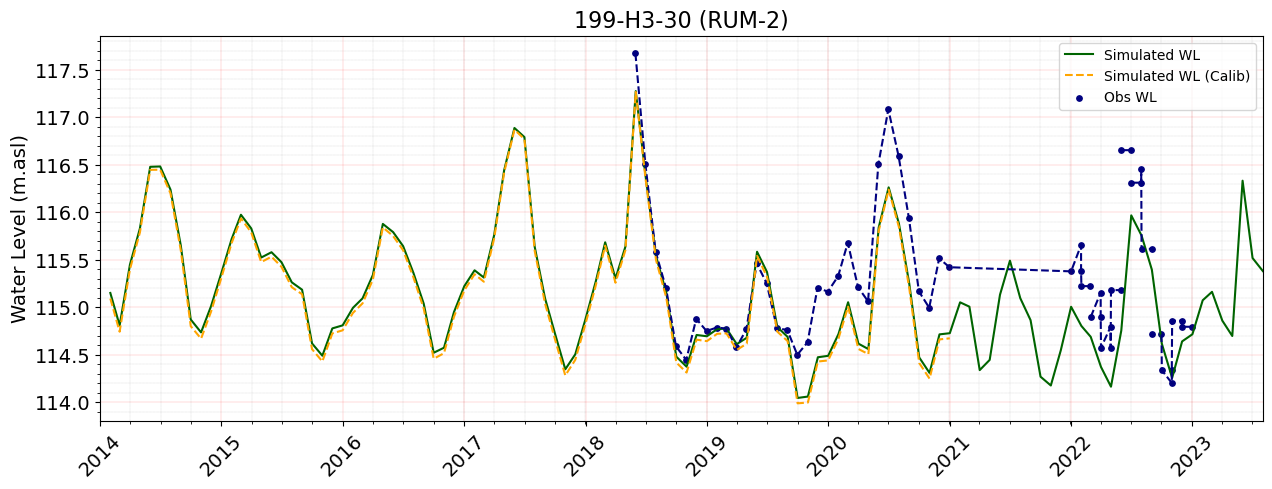 199-H3-30 (RUM-2)
Water Level (m.asl)
117.5
117.0
116.5
116.0
115.5
115.0
114.5
114.0
Simulated WL
Simulated WL (Calib)
Obs WL
2014 2015 2016 2017 2018 2019 2020 2021 2022 2023